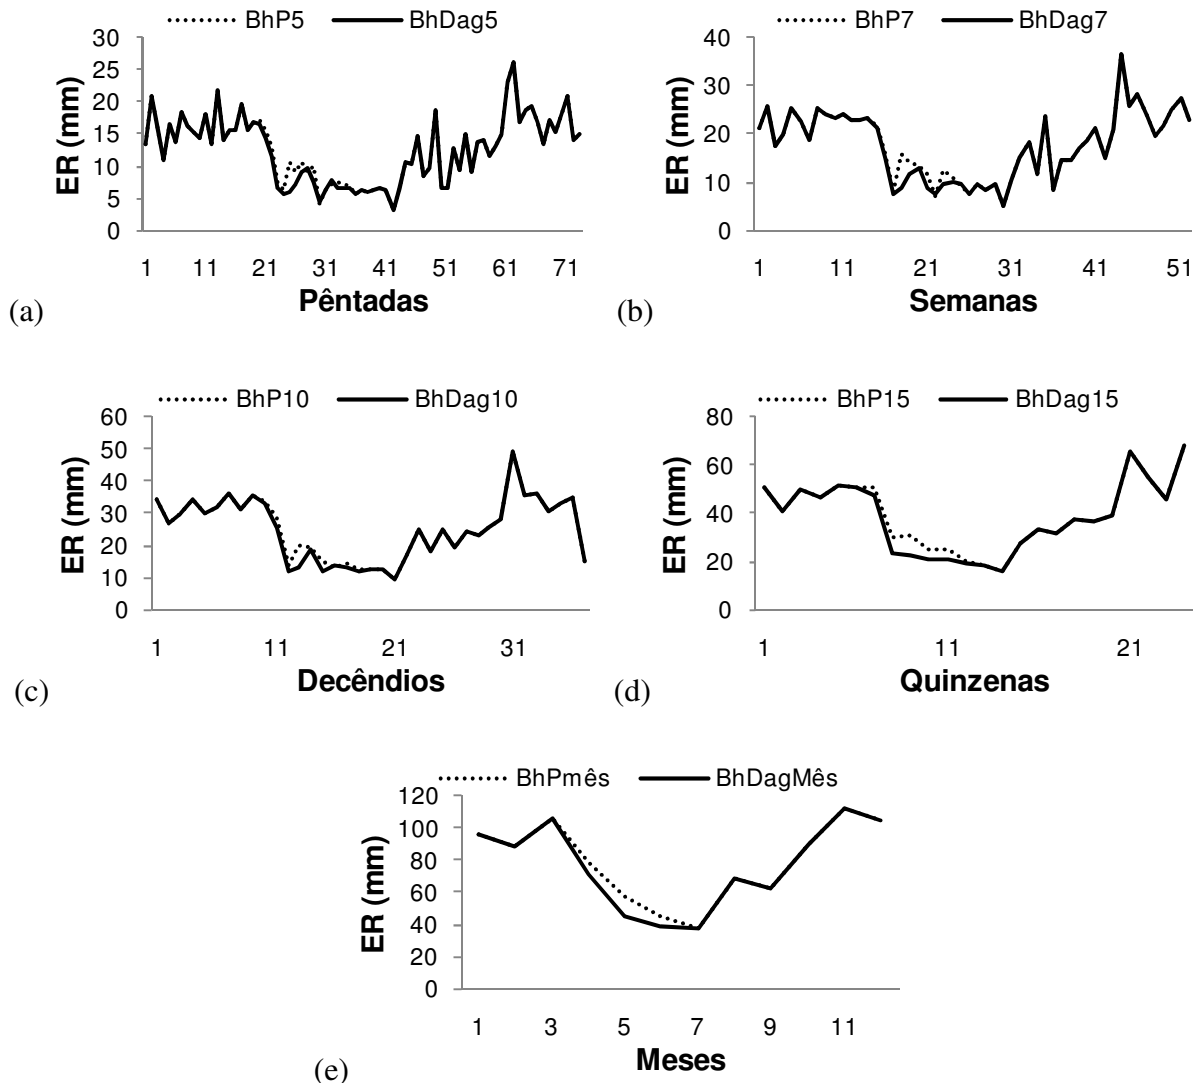 BhP5 BhDag5
30
25
20
15
10
5
0
ER (mm)
1 11 21 31 41 51 61 71
Pêntadas
(a)
BhP7 BhDag7
40
30
20
10
0
ER (mm)
1 11 21 31 41 51
Semanas
(b)
BhP10 BhDag10
60
50
40
30
20
10
0
ER (mm)
1 11 21 31
Decêndios
(c)
BhP15 BhDag15
80
60
40
20
0
ER (mm)
1 11 21
Quinzenas
(d)
BhPmês BhDagMês
120
100
80
60
40
20
0
ER (mm)
1 3 5 7 9 11
Meses
(e)